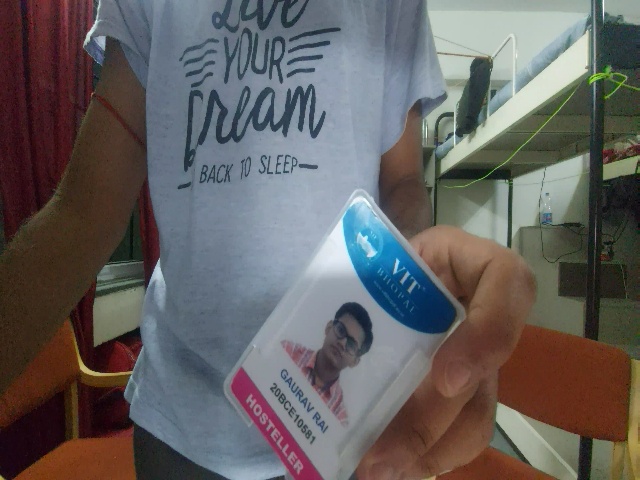 Live
YOUR
Dream
BACK TO SLEEP
VIT
BHOPAL
GAURAV RAI
20BCE10581
HOSTELLER